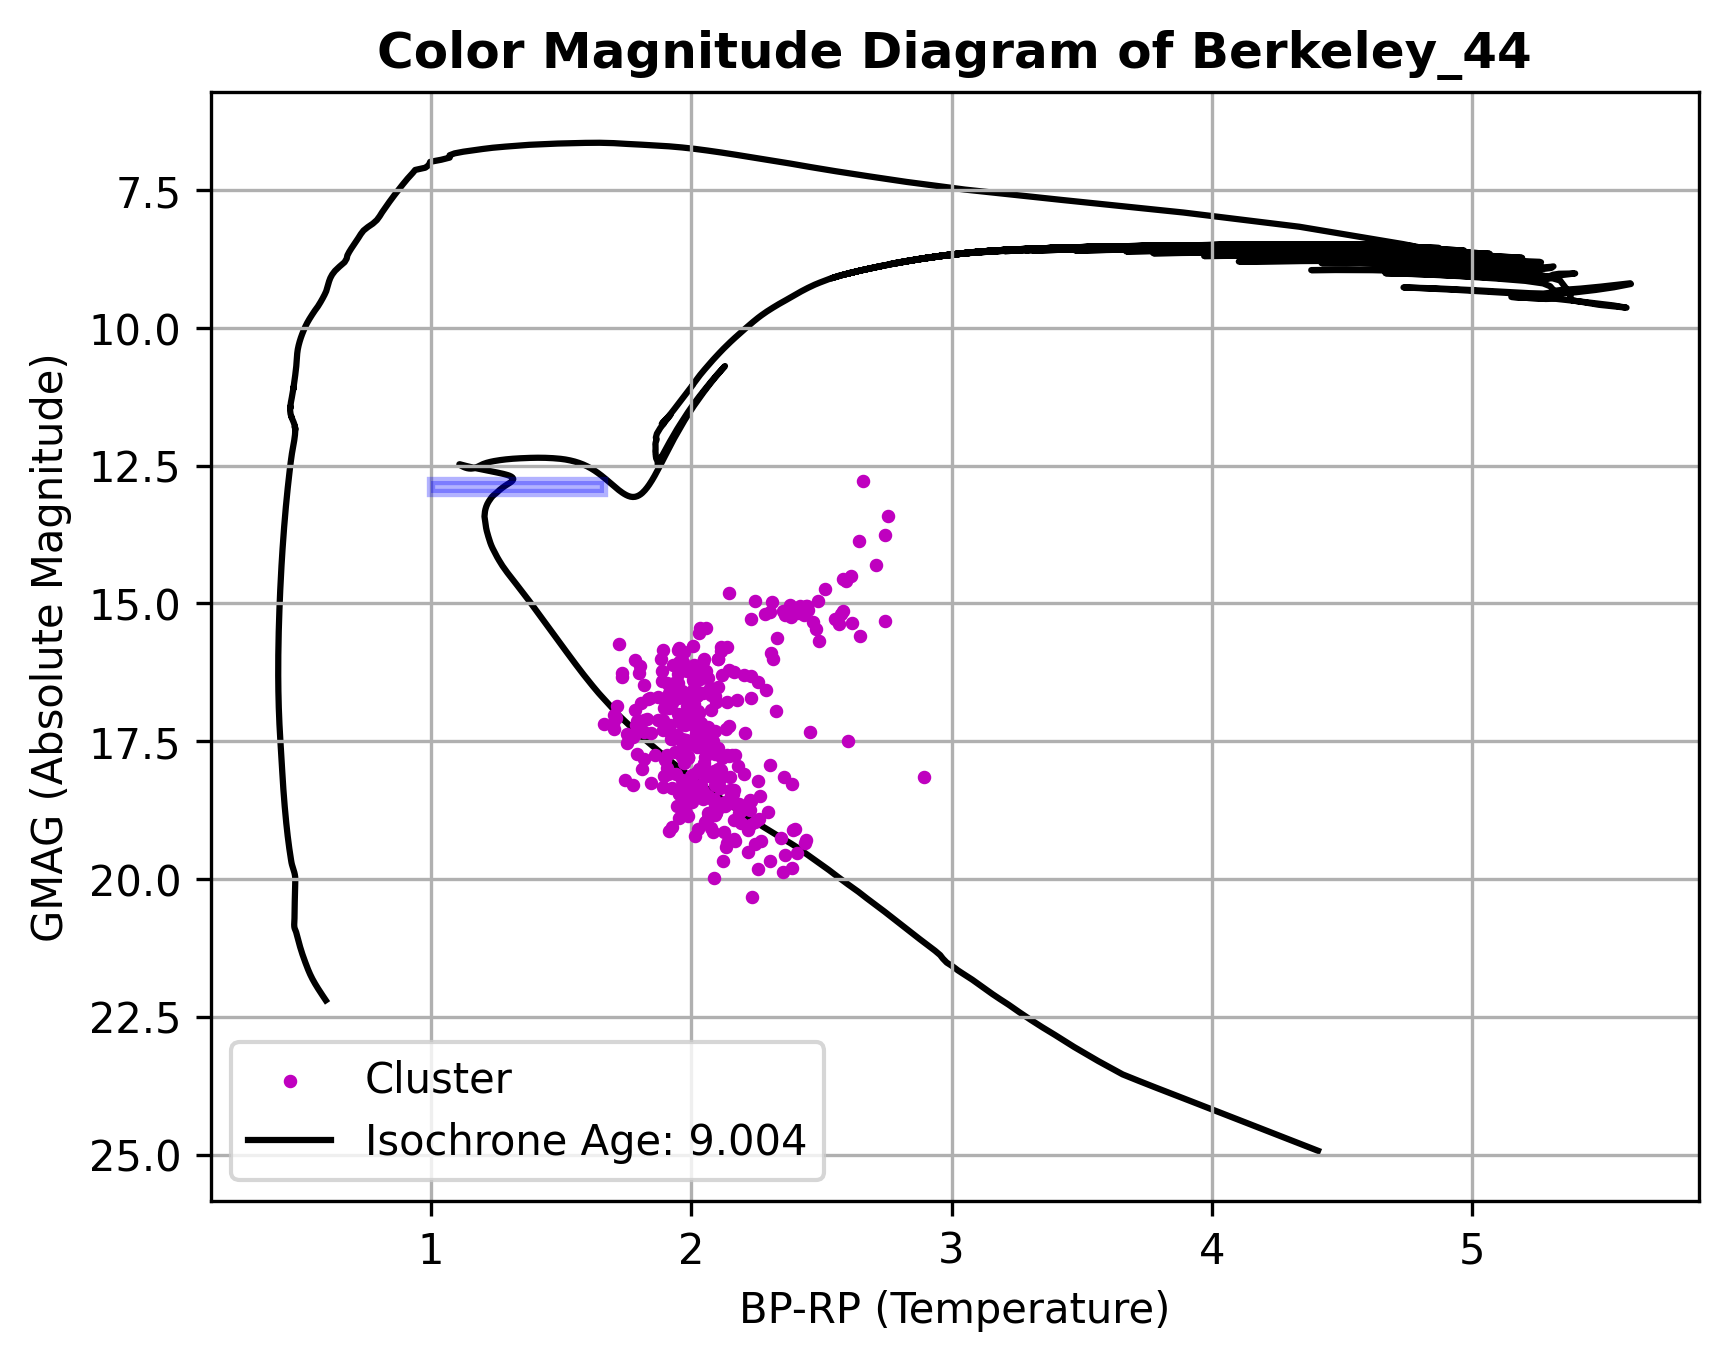 Color Magnitude Diagram of Berkeley_44
GMAG (Absolute Magnitude)
7.5
10.0
12.5
15.0
17.5
20.0
22.5
25.0
Cluster
Isochrone Age: 9.004
1
2
3
4
5
BP-RP (Temperature)